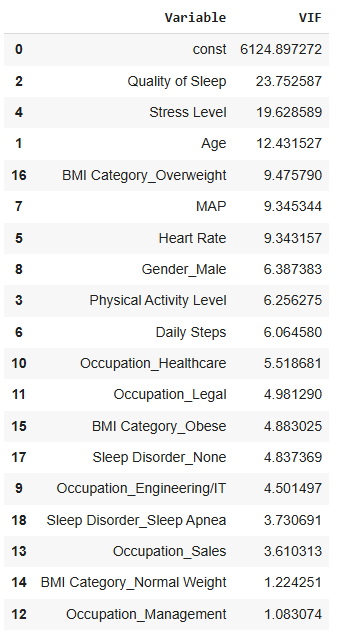 Variable VIF
0 const 6124.897272
2 Quality of Sleep 23.752587
4 Stress Level 19.628589
1 Age 12.431527
16 BMI Category_Overweight 9.475790
7 MAP 9.345344
5 Heart Rate 9.343157
8 Gender_Male 6.387383
3 Physical Activity Level 6.256275
6 Daily Steps 6.064580
10 Occupation_Healthcare 5.518681
11 Occupation_Legal 4.981290
15 BMI Category_Obese 4.883025
17 Sleep Disorder_None 4.837369
9 Occupation_Engineering/IT 4.501497
18 Sleep Disorder_Sleep Apnea 3.730691
13 Occupation_Sales 3.610313
14 BMI Category_Normal Weight 1.224251
12 Occupation_Management 1.083074